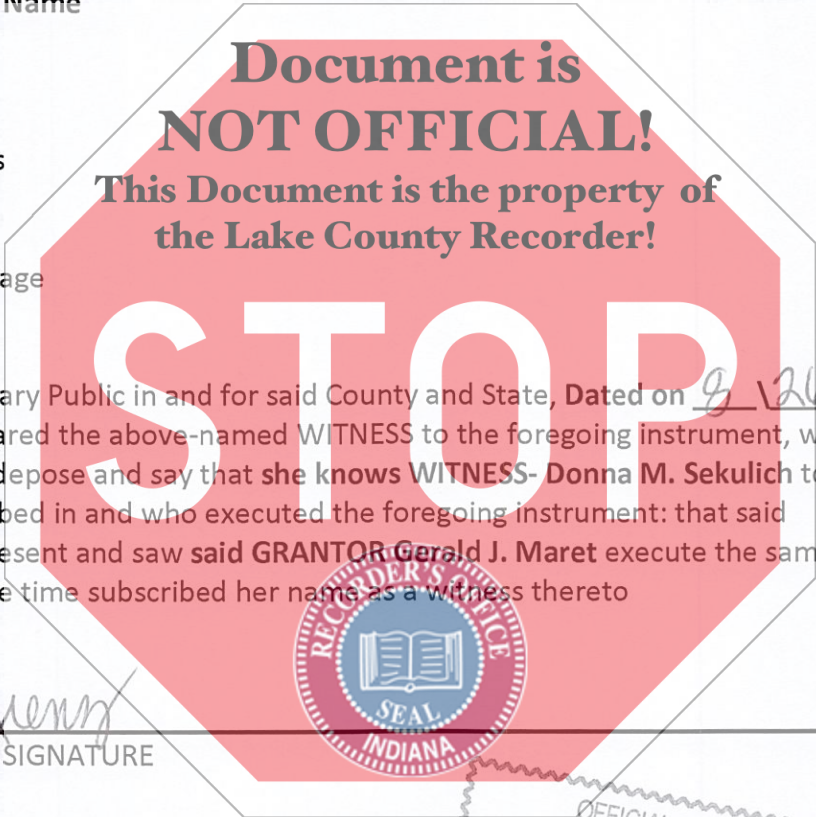 Name
Document is
NOT OFFICIAL!
This Document is the property of
the Lake County Recorder!
s
age
STOP
ary Public in and for said County and State, Dated on 8 \26
ared the above-named WITNESS to the foregoing instrument, w
depose and say that she knows WITNESS- Donna M. Sekulich to
bed in and who executed the foregoing instrument: that said
esent and saw said GRANTOR Gerald J. Maret execute the sam
e time subscribed her name as a witness thereto
RECORDER'S OFFICE
SEAL
INDIANA
SIGNATURE